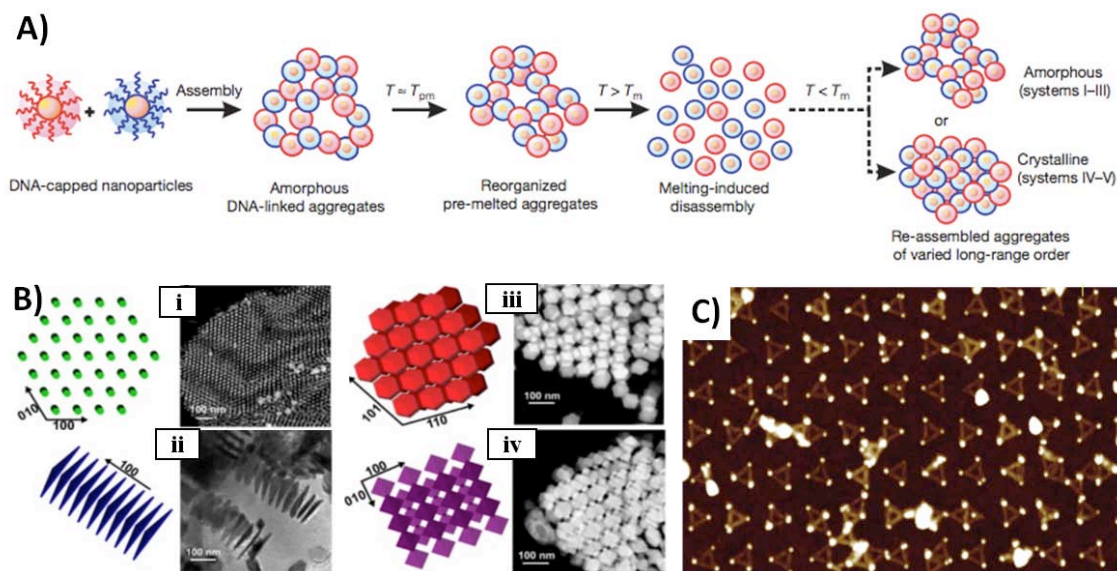 A)
DNA-capped nanoparticles
+
Assembly
Amorphous
DNA-linked aggregates
T ≈ Tpm
Reorganized
pre-melted aggregates
T > Tm
Melting-induced
disassembly
T < Tm
Amorphous
(systems I–III)
or
Crystalline
(systems IV–V)
Re-assembled aggregates
of varied long-range order
B)
i
010
100
100 nm
ii
100
100 nm
iii
101
110
100 nm
iv
100
010
100 nm
C)